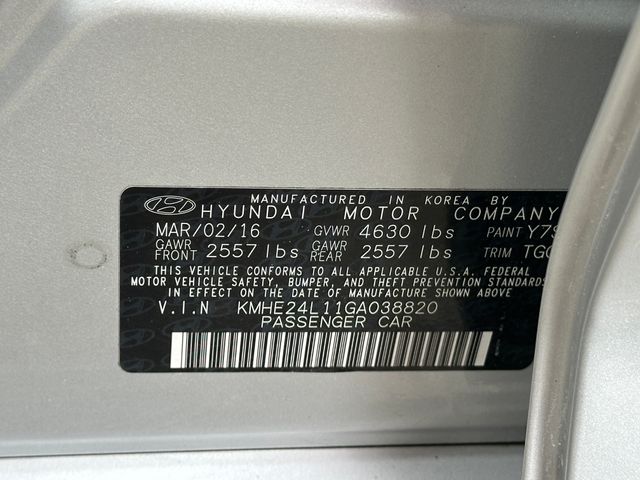 MANUFACTURED IN KOREA BY
HYUNDAI MOTOR COMPANY
MAR/02/16 GVWR 4630 lbs PAINT Y7S
GAWR FRONT 2557 lbs GAWR REAR 2557 lbs TRIM TG
THIS VEHICLE CONFORMS TO ALL APPLICABLE U.S.A. FEDERAL
MOTOR VEHICLE SAFETY, BUMPER, AND THEFT PREVENTION STANDARDS
IN EFFECT ON THE DATE OF MANUFACTURE SHOWN ABOVE.
V.I.N KMHE24L11GA038820
PASSENGER CAR